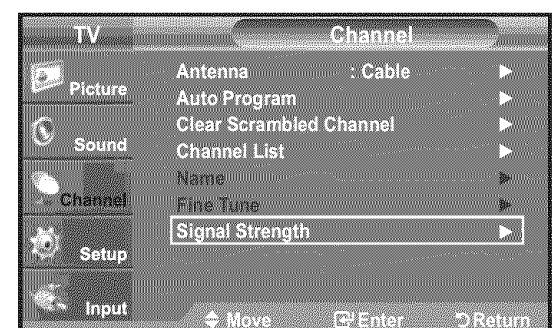 TV
Channel
Picture
Sound
Channel
Setup
Input
Antenna : Cable
Auto Program
Clear Scrambled Channel
Channel List
Name
Fine Tune
Signal Strength
Move Enter Return